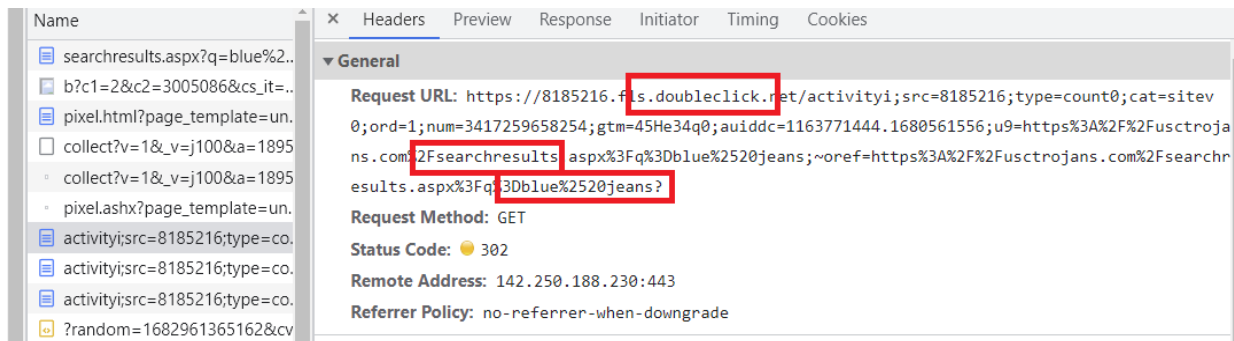 Name
searchresults.aspx?q=blue%2..
b?c1=2&c2=3005086&cs_it=..
pixel.html?page_template=un.
collect?v=1&_v=j100&a=1895
collect?v=1&_v=j100&a=1895
pixel.ashx?page_template=un.
activityi;src=8185216;type=co.
activityi;src=8185216;type=co.
activityi;src=8185216;type=co.
?random=1682961365162&cv
× Headers Preview Response Initiator Timing Cookies
▼ General
Request URL: https://8185216.fls.doubleclick.net/activityi;src=8185216;type=count0;cat=sitev
0;ord=1;num=3417259658254;gtm=45He34q0;auiddc=1163771444.1680561556;u9=https%3A%2F%2Fusctroja
ns.com%2Fsearchresults.aspx%3Fq%3Dblue%2520jeans;~oref=https%3A%2F%2Fusctrojans.com%2Fsearchr
esults.aspx%3Fq%3Dblue%2520jeans?
Request Method: GET
Status Code: 302
Remote Address: 142.250.188.230:443
Referrer Policy: no-referrer-when-downgrade